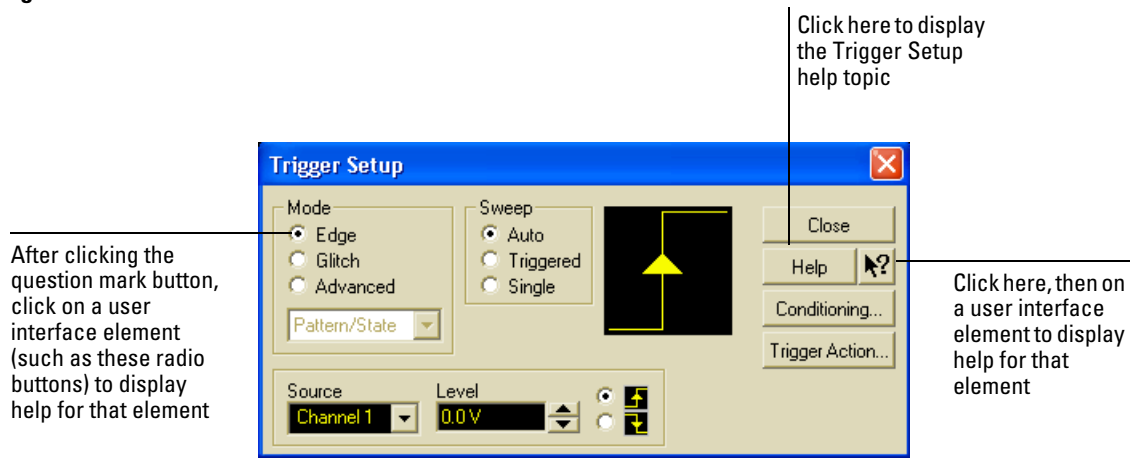 Click here to display
the Trigger Setup
help topic
Trigger Setup
Mode
Edge
Glitch
Advanced
Pattern/State
Sweep
Auto
Triggered
Single
Close
Help
?
Conditioning...
Trigger Action...
Source
Channel 1
Level
0.0 V
After clicking the
question mark button,
click on a user
interface element
(such as these radio
buttons) to display
help for that element
Click here, then on
a user interface
element to display
help for that
element